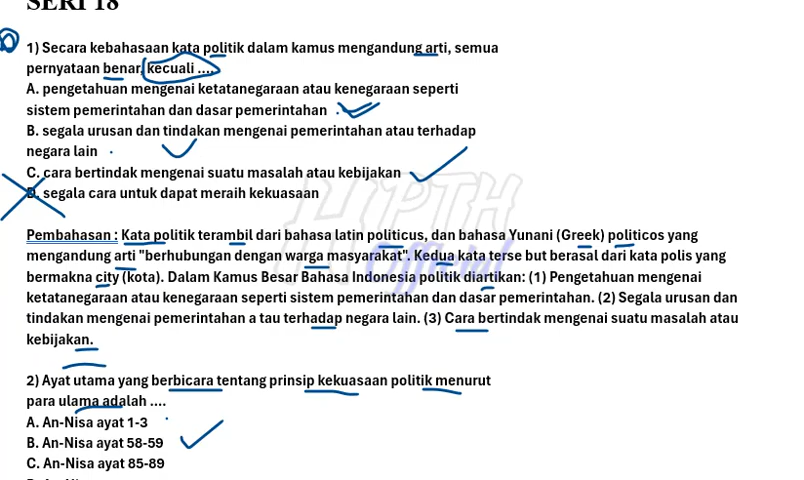 SERI 18
1) Secara kebahasaan kata politik dalam kamus mengandung arti, semua
pernyataan benar, kecuali ....
A. pengetahuan mengenai ketatanegaraan atau kenegaraan seperti
sistem pemerintahan dan dasar pemerintahan .
B. segala urusan dan tindakan mengenai pemerintahan atau terhadap
negara lain
C. cara bertindak mengenai suatu masalah atau kebijakan
D. segala cara untuk dapat meraih kekuasaan
HPTH
Official
Pembahasan : Kata politik terambil dari bahasa latin politicus, dan bahasa Yunani (Greek) politicos yang
mengandung arti "berhubungan dengan warga masyarakat". Kedua kata terse but berasal dari kata polis yang
bermakna city (kota). Dalam Kamus Besar Bahasa Indonesia politik diartikan: (1) Pengetahuan mengenai
ketatanegaraan atau kenegaraan seperti sistem pemerintahan dan dasar pemerintahan. (2) Segala urusan dan
tindakan mengenai pemerintahan a tau terhadap negara lain. (3) Cara bertindak mengenai suatu masalah atau
kebijakan.
2) Ayat utama yang berbicara tentang prinsip kekuasaan politik menurut
para ulama adalah ....
A. An-Nisa ayat 1-3
B. An-Nisa ayat 58-59
C. An-Nisa ayat 85-89